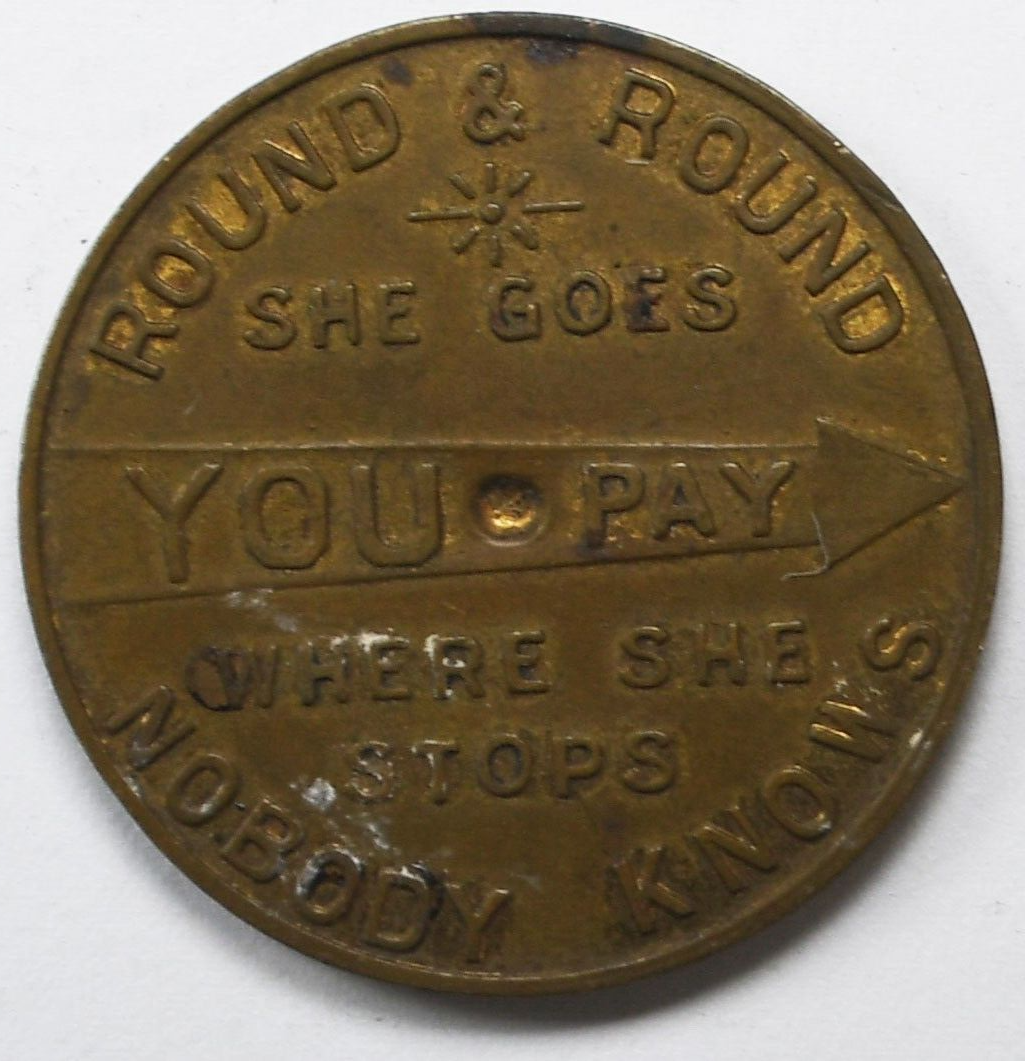 ROUND & ROUND
SHE GOES
YOU PAY
WHERE SHE
STOPS
NOBODY KNOWS